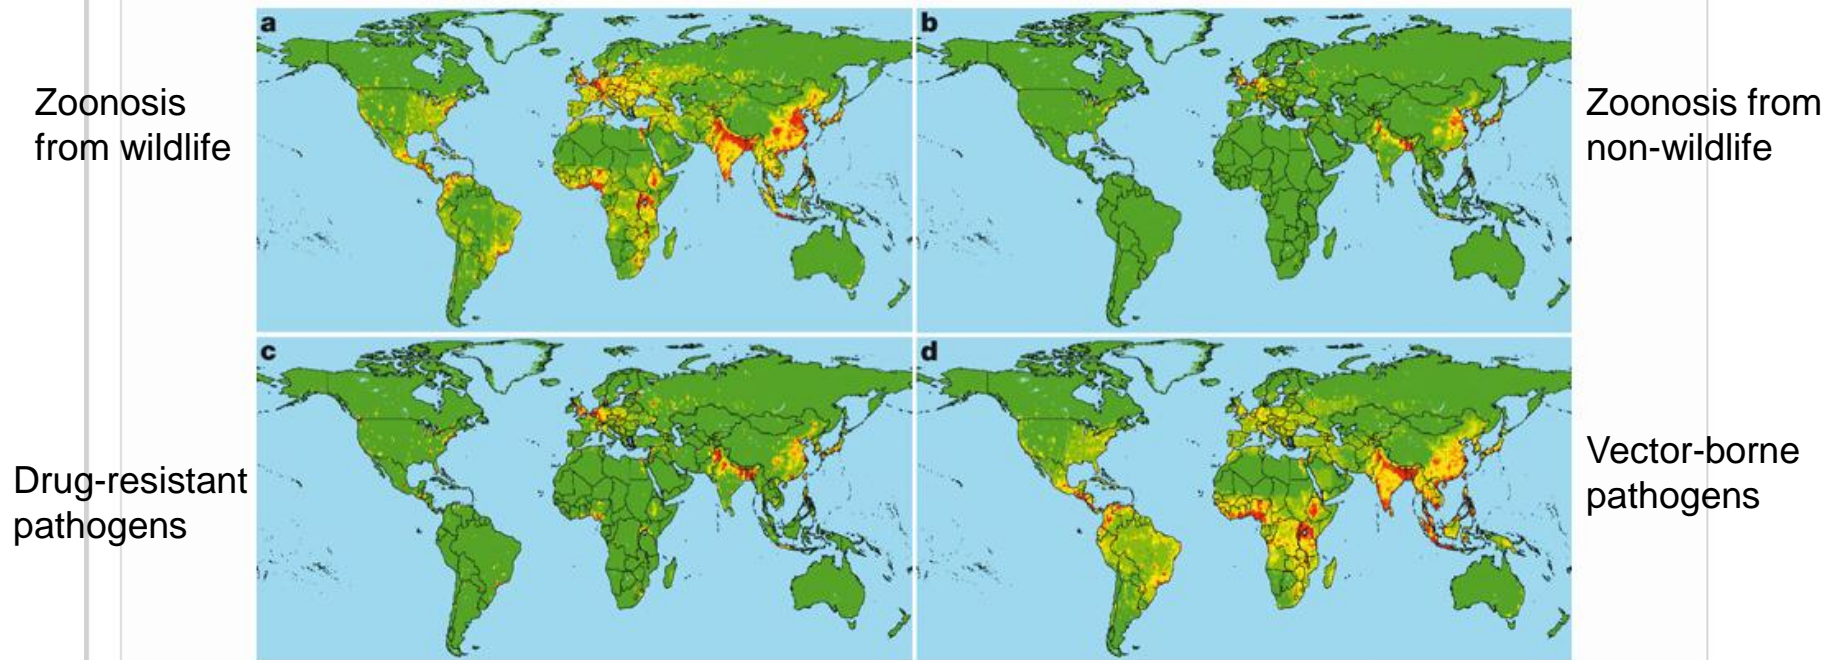 a
b
Zoonosis
from wildlife
Zoonosis from
non-wildlife
c
d
Drug-resistant
pathogens
Vector-borne
pathogens